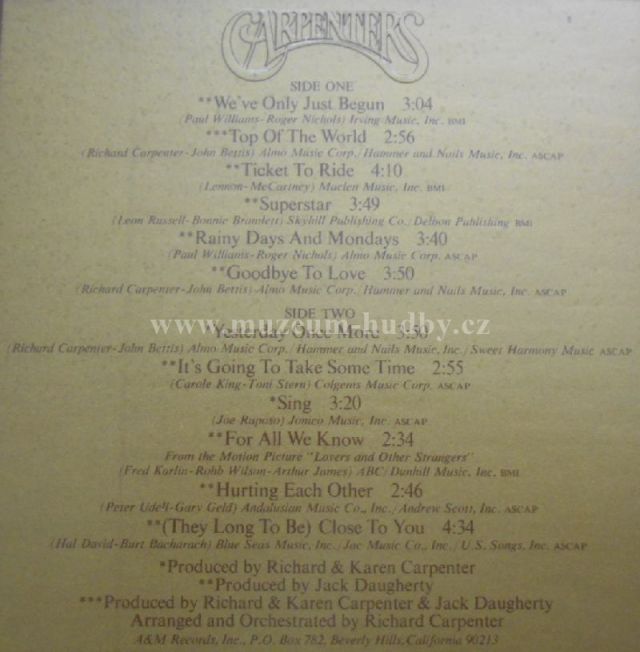 CARPENTERS
SIDE ONE
**We've Only Just Begun 3:04
(Paul Williams-Roger Nichols) Irving Music, Inc. BMI
***Top Of The World 2:56
(Richard Carpenter-John Bettis) Almo Music Corp./Hammer and Nails Music, Inc. ASCAP
**Ticket To Ride 4:10
(Lennon-McCartney) Maclen Music, Inc. BMI
**Superstar 3:49
(Leon Russell-Bonnie Bramlett) Skyhill Publishing Co./Delbon Publishing BMI
**Rainy Days And Mondays 3:40
(Paul Williams-Roger Nichols) Almo Music Corp. ASCAP
**Goodbye To Love 3:50
(Richard Carpenter-John Bettis) Almo Music Corp./Hammer and Nails Music, Inc. ASCAP
SIDE TWO
www.muzeum-hudby.cz
*Yesterday Once More 3:50
(Richard Carpenter-John Bettis) Almo Music Corp./Hammer and Nails Music, Inc./Sweet Harmony Music ASCAP
**It's Going To Take Some Time 2:55
(Carole King-Toni Stern) Colgems Music Corp. ASCAP
*Sing 3:20
(Joe Raposo) Jonico Music, Inc. ASCAP
**For All We Know 2:34
From the Motion Picture "Lovers and Other Strangers"
(Fred Karlin-Robb Wilson-Arthur James) ABC/Dunhill Music, Inc. BMI
**Hurting Each Other 2:46
(Peter Udell-Gary Geld) Andalusian Music Co., Inc./Andrew Scott, Inc. ASCAP
**(They Long To Be) Close To You 4:34
(Hal David-Burt Bacharach) Blue Seas Music, Inc./Jac Music Co., Inc./U.S. Songs, Inc. ASCAP
*Produced by Richard & Karen Carpenter
**Produced by Jack Daugherty
***Produced by Richard & Karen Carpenter & Jack Daugherty
Arranged and Orchestrated by Richard Carpenter
A&M Records, Inc., P.O. Box 782, Beverly Hills, California 90213